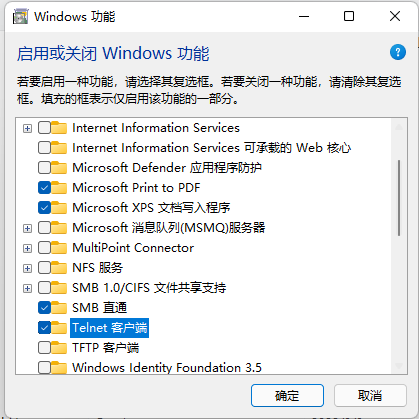 Windows 功能
启用或关闭 Windows 功能
若要启用一种功能，请选择其复选框。若要关闭一种功能，请清除其复选
框。填充的框表示仅启用该功能的一部分。
Internet Information Services
Internet Information Services 可承载的 Web 核心
Microsoft Defender 应用程序防护
Microsoft Print to PDF
Microsoft XPS 文档写入程序
Microsoft 消息队列(MSMQ)服务器
MultiPoint Connector
NFS 服务
SMB 1.0/CIFS 文件共享支持
SMB 直通
Telnet 客户端
TFTP 客户端
Windows Identity Foundation 3.5
确定
取消